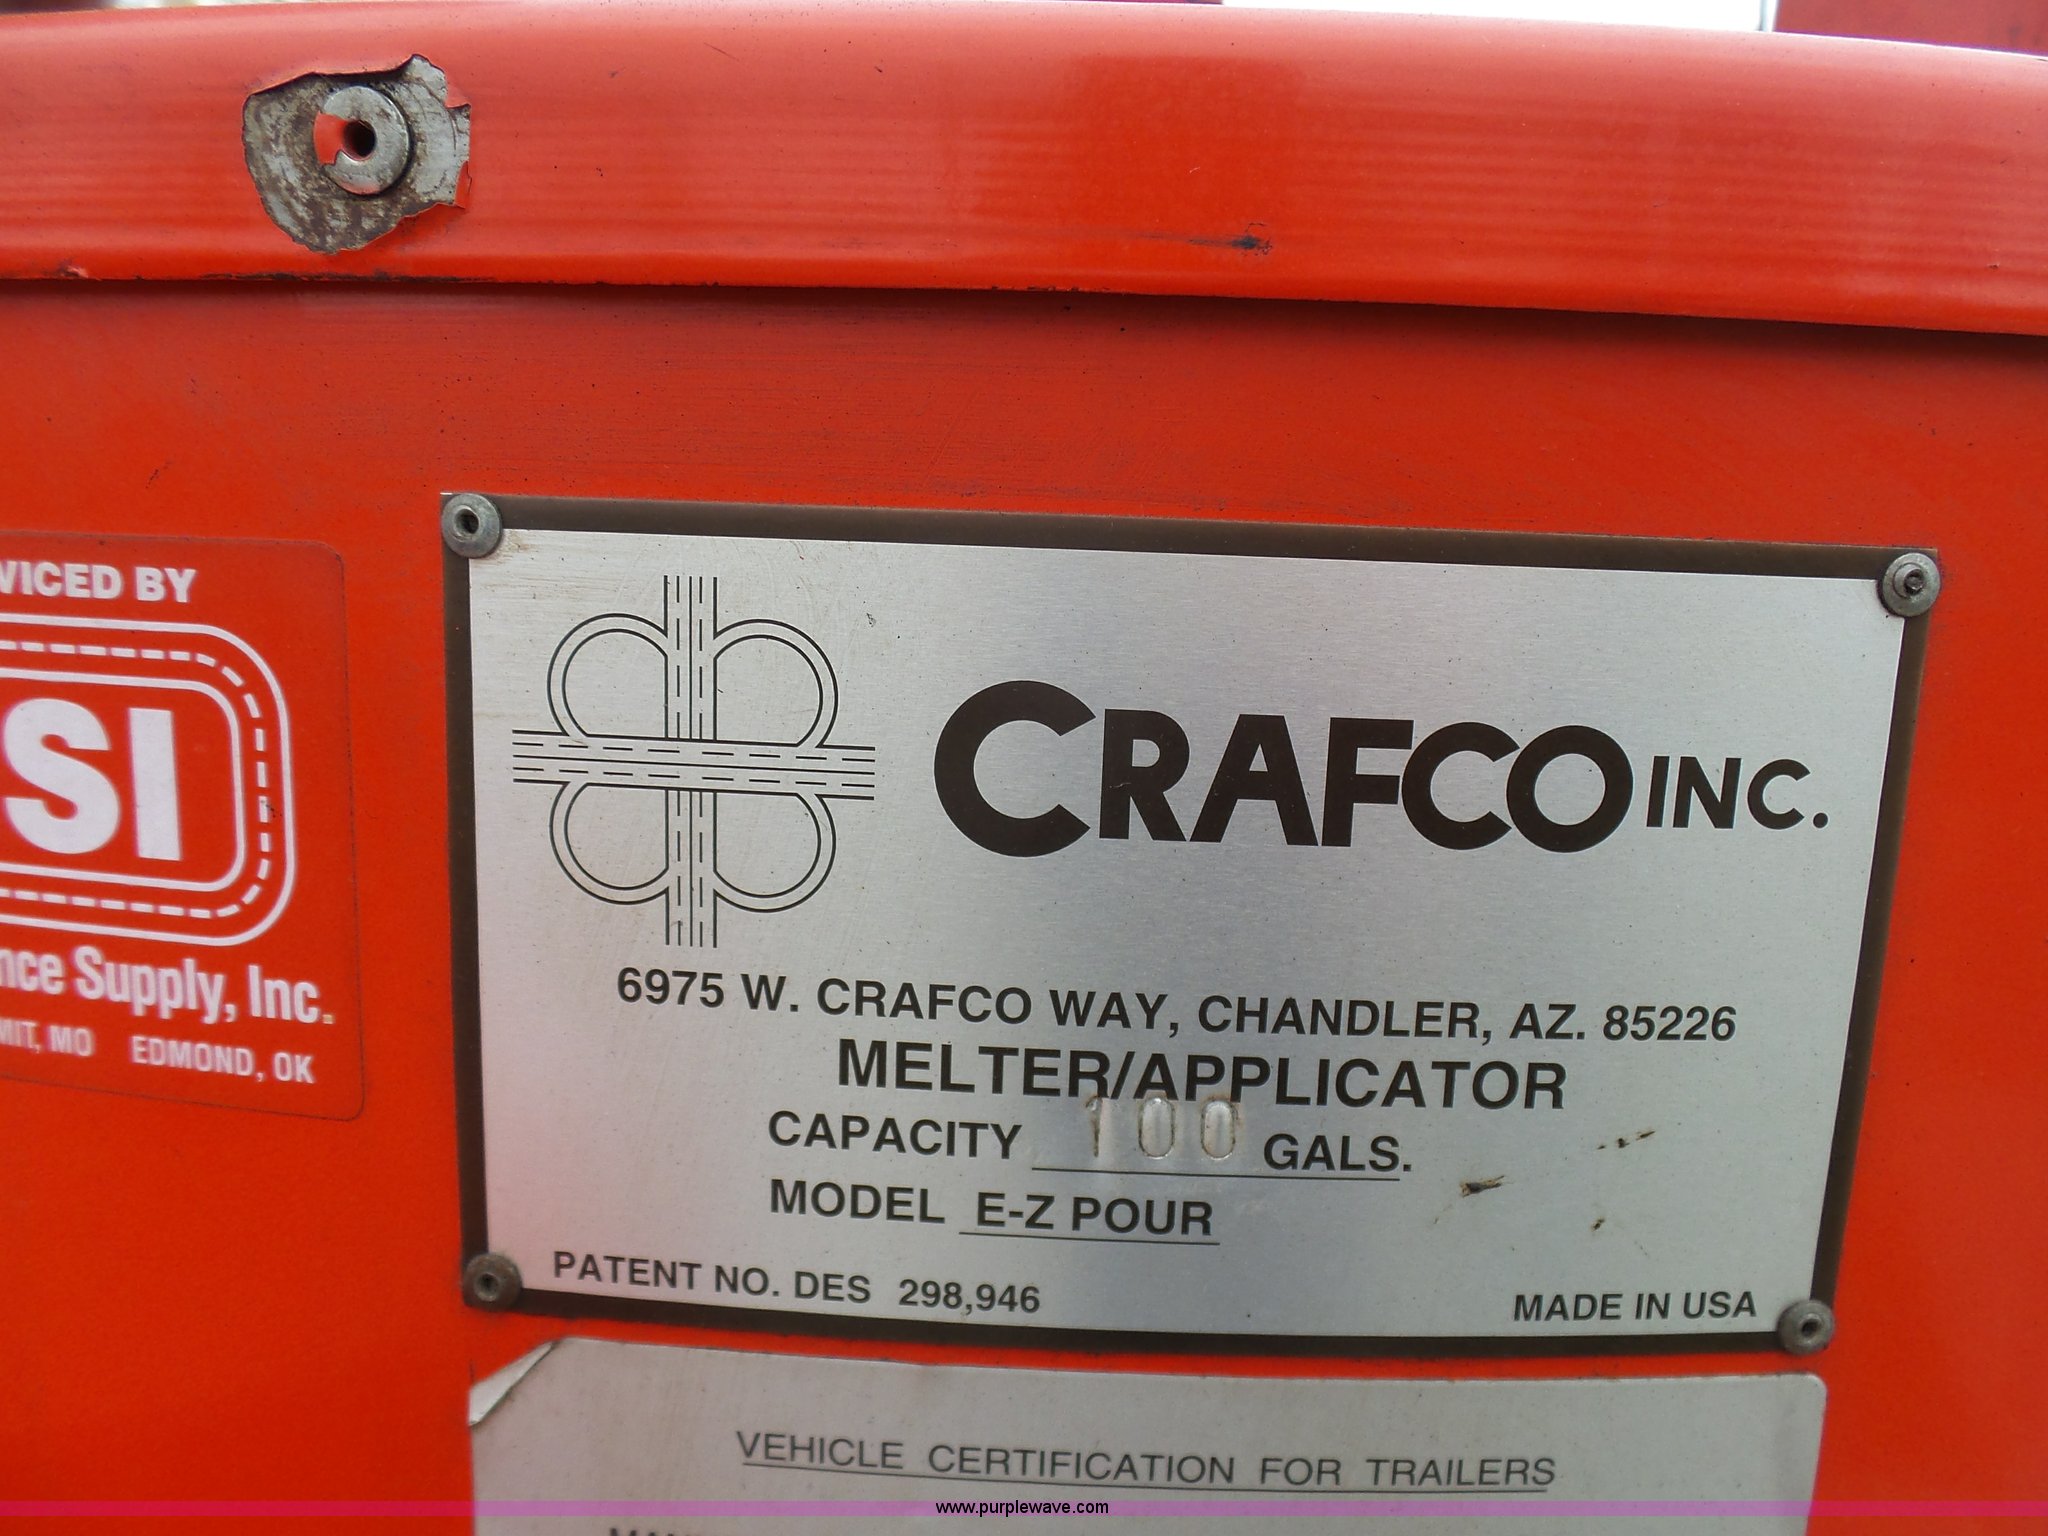 VICED BY
SI
nce Supply, Inc.
MIT, MO EDMOND, OK
CRAFCO INC.
6975 W. CRAFCO WAY, CHANDLER, AZ. 85226
MELTER/APPLICATOR
CAPACITY 100 GALS.
MODEL E-Z POUR
PATENT NO. DES 298,946
MADE IN USA
VEHICLE CERTIFICATION FOR TRAILERS
www.purplewave.com